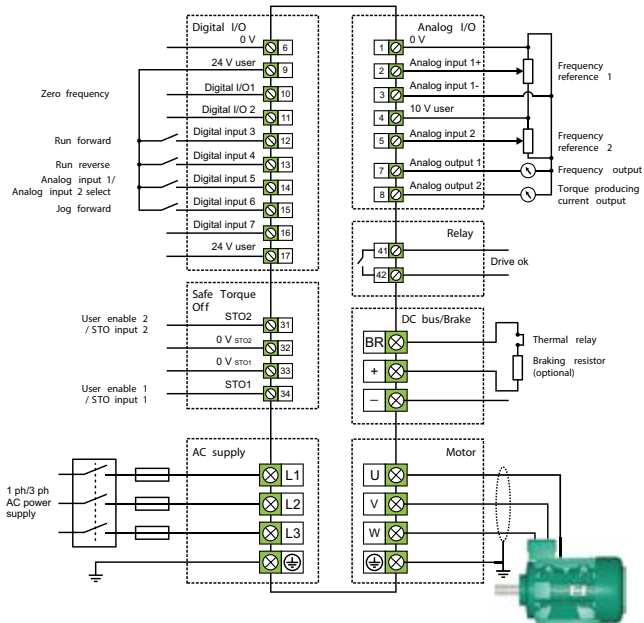 Digital I/O
0 V
6
24 V user
9
Zero frequency
Digital I/O1
10
Digital I/O 2
11
Run forward
Digital input 3
12
Run reverse
Digital input 4
13
Analog input 1/
Analog input 2 select
Digital input 5
14
Jog forward
Digital input 6
15
Digital input 7
16
24 V user
17
Safe Torque
Off
User enable 2
/ STO input 2
STO2
31
0 V STO2
32
0 V STO1
33
User enable 1
/ STO input 1
STO1
34
AC supply
1 ph/3 ph
AC power
supply
L1
L2
L3
Analog I/O
0 V
1
Analog input 1+
2
Frequency
reference 1
Analog input 1-
3
10 V user
4
Analog input 2
5
Frequency
reference 2
Analog output 1
7
Frequency output
Analog output 2
8
Torque producing
current output
Relay
41
42
Drive ok
DC bus/Brake
BR
+
–
Thermal relay
Braking resistor
(optional)
Motor
U
V
W